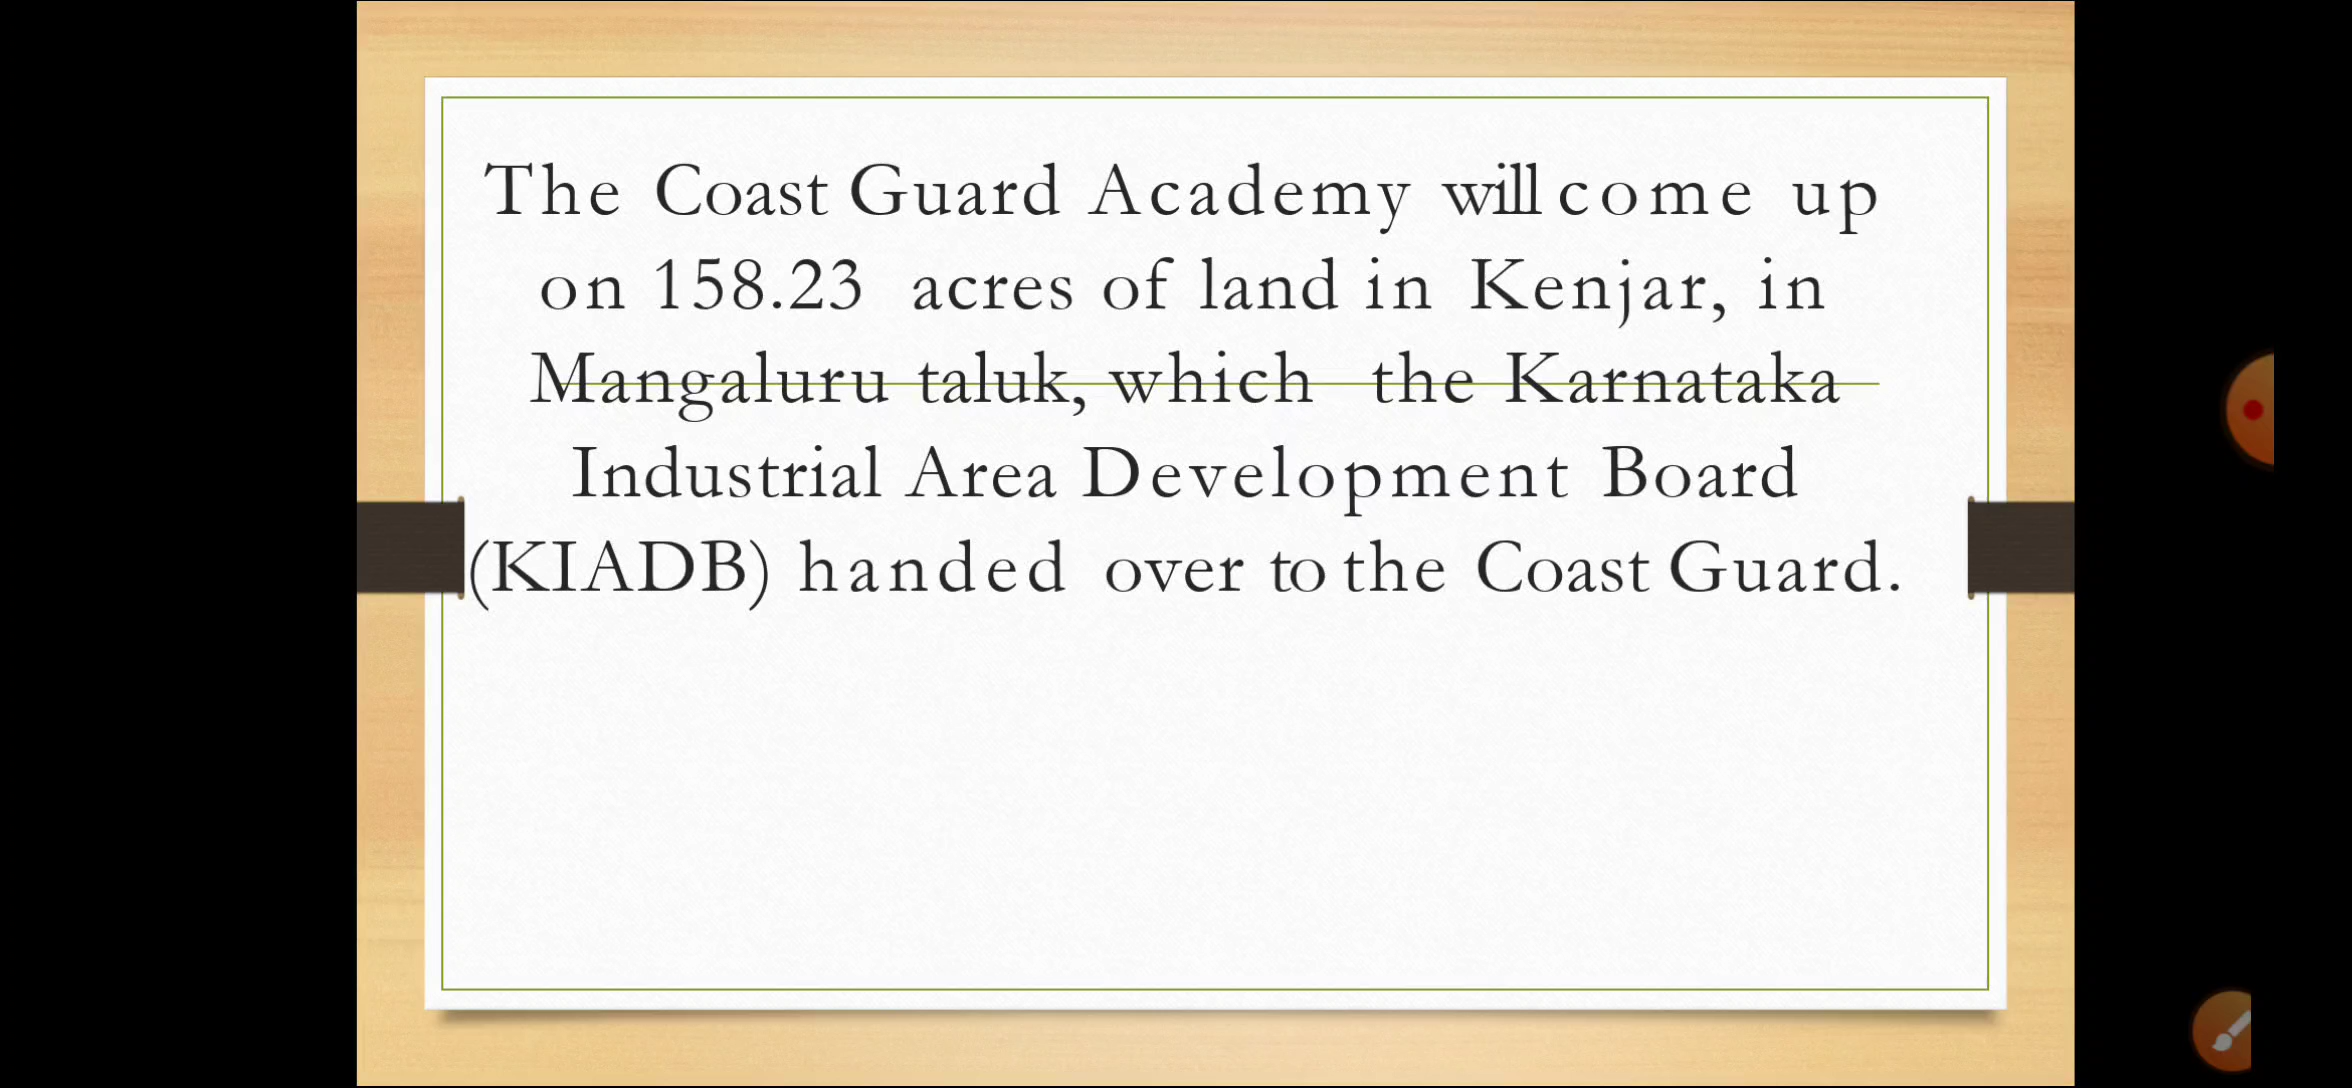 The Coast Guard Academy will come up
on 158.23 acres of land in Kenjar, in
Mangaluru taluk, which the Karnataka
Industrial Area Development Board
(KIADB) handed over to the Coast Guard.